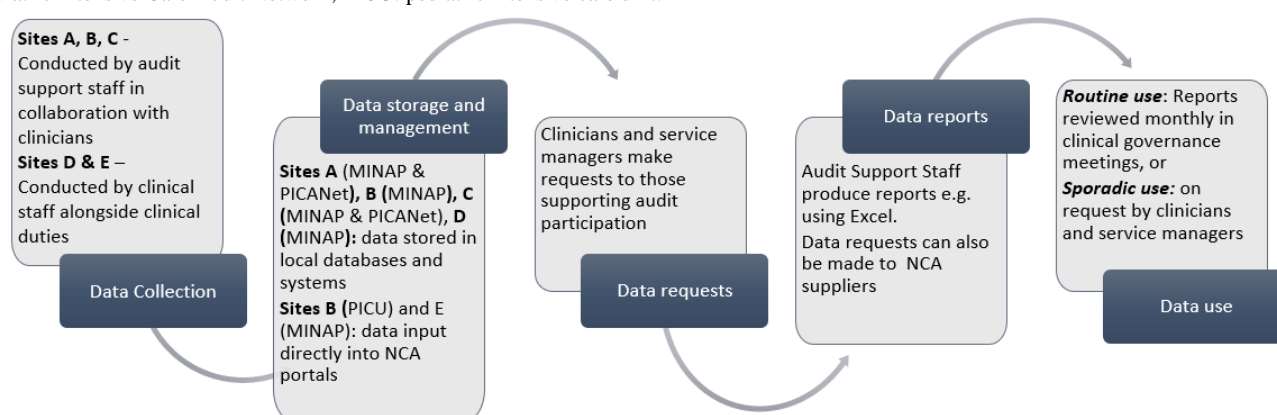 Sites A, B, C -
Conducted by audit
support staff in
collaboration with
clinicians
Sites D & E –
Conducted by clinical
staff alongside clinical
duties
Data Collection
Data storage and
management
Sites A (MINAP &
PICANet), B (MINAP), C
(MINAP & PICANet), D
(MINAP): data stored in
local databases and
systems
Sites B (PICU) and E
(MINAP): data input
directly into NCA
portals
Clinicians and service
managers make
requests to those
supporting audit
participation
Data requests
Data reports
Audit Support Staff
produce reports e.g.
using Excel.
Data requests can also
be made to NCA
suppliers
Routine use: Reports
reviewed monthly in
clinical governance
meetings, or
Sporadic use: on
request by clinicians
and service managers
Data use